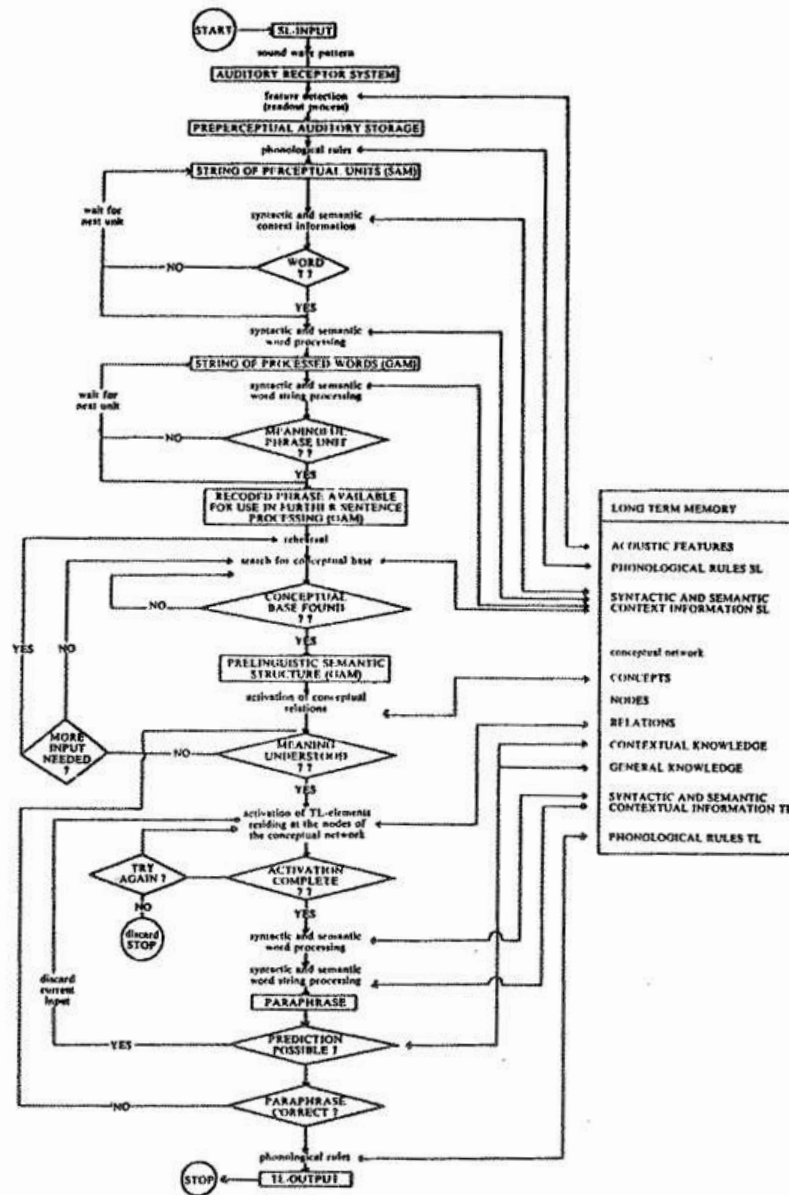 START
SL-INPUT
sound wave pattern
AUDITORY RECEPTOR SYSTEM
feature detection
(readout process)
PREPERCEPTUAL AUDITORY STORAGE
phonological rules
STRING OF PERCEPTUAL UNITS (SAM)
wait for
next unit
syntactic and semantic
context information
NO
WORD
? ?
YES
syntactic and semantic
word processing
STRING OF PROCESSED WORDS (GAM)
wait for
next unit
syntactic and semantic
word string processing
NO
MEANINGFUL
PHRASE UNIT
? ?
YES
RECODED PHRASE AVAILABLE
FOR USE IN FURTHER SENTENCE
PROCESSING (GAM)
rehearsal
search for conceptual base
NO
CONCEPTUAL
BASE FOUND
? ?
YES
NO
YES
PRELINGUISTIC SEMANTIC
STRUCTURE (GAM)
activation of conceptual
relations
MORE
INPUT
NEEDED
?
NO
MEANING
UNDERSTOOD
? ?
YES
activation of TL-elements
residing at the nodes of
the conceptual network
TRY
AGAIN ?
ACTIVATION
COMPLETE
? ?
NO
YES
discard
STOP
syntactic and semantic
word processing
syntactic and semantic
word string processing
discard
current
input
PARAPHRASE
YES
PREDICTION
POSSIBLE ?
NO
PARAPHRASE
CORRECT ?
phonological rules
STOP
TL-OUTPUT
LONG TERM MEMORY
ACOUSTIC FEATURES
PHONOLOGICAL RULES SL
SYNTACTIC AND SEMANTIC
CONTEXT INFORMATION SL
conceptual network
CONCEPTS
NODES
RELATIONS
CONTEXTUAL KNOWLEDGE
GENERAL KNOWLEDGE
SYNTACTIC AND SEMANTIC
CONTEXTUAL INFORMATION TL
PHONOLOGICAL RULES TL